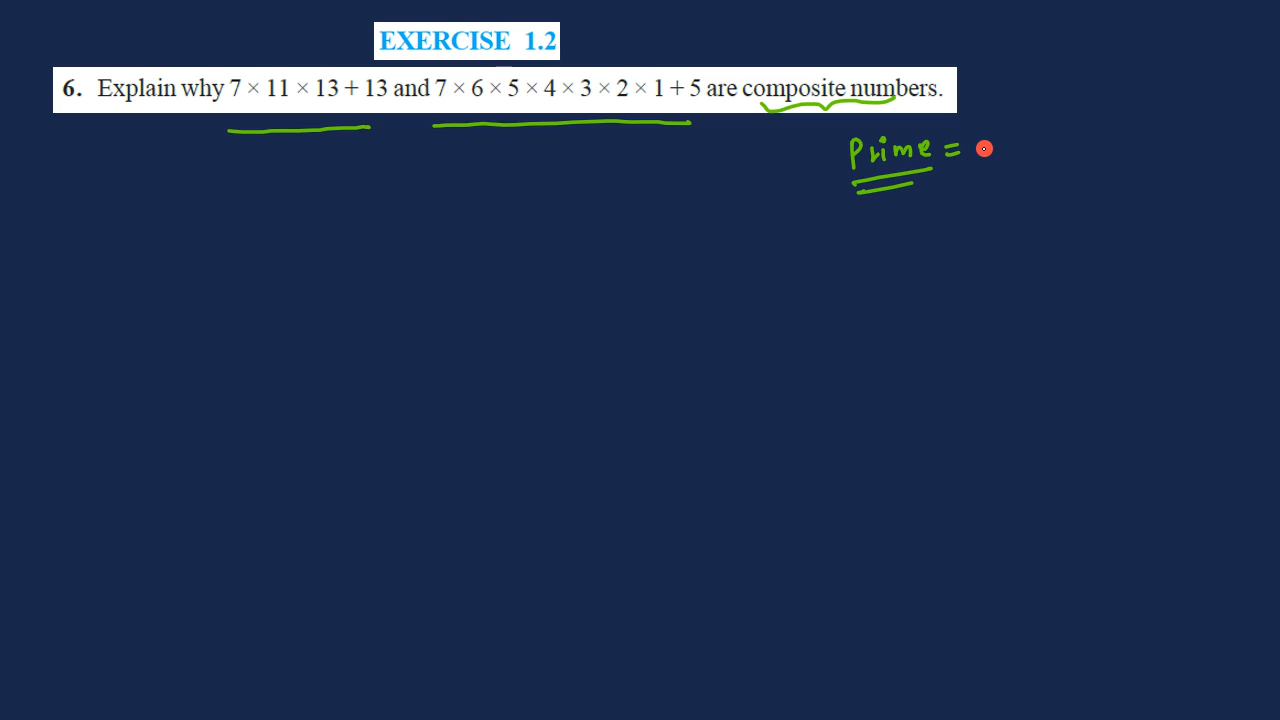 EXERCISE 1.2
6. Explain why 7 × 11 × 13 + 13 and 7 × 6 × 5 × 4 × 3 × 2 × 1 + 5 are composite numbers.
Prime =